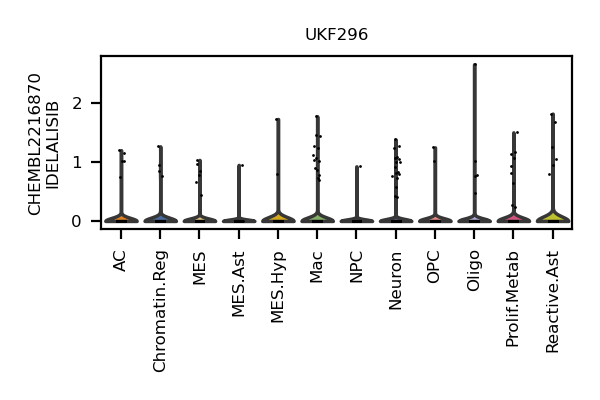 UKF296
CHEMBL2216870
IDELALISIB
2
1
0
AC
Chromatin.Reg
MES
MES.Ast
MES.Hyp
Mac
NPC
Neuron
OPC
Oligo
Prolif.Metab
Reactive.Ast